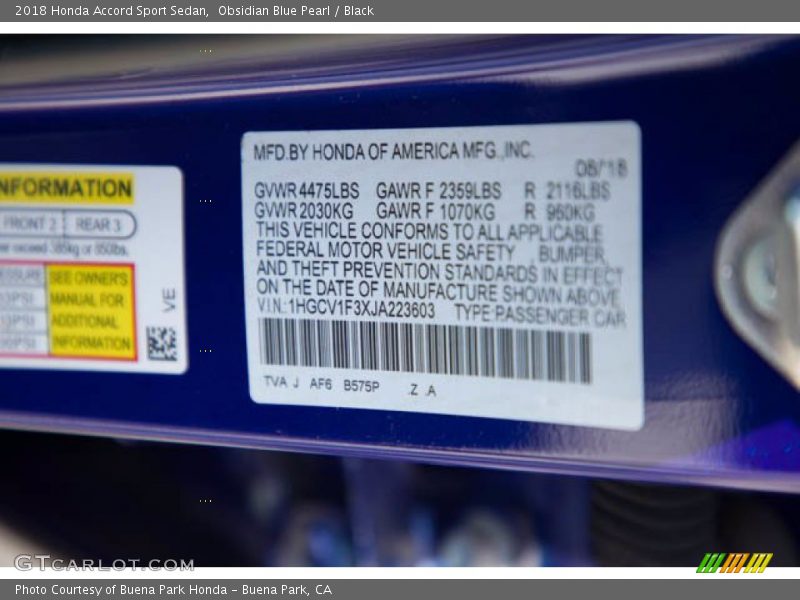 2018 Honda Accord Sport Sedan,  Obsidian Blue Pearl / Black
NFORMATION
FRONT 2 REAR 3
SEE OWNER'S
MANUAL FOR
ADDITIONAL
INFORMATION
VE
MFD.BY HONDA OF AMERICA MFG.,INC.
08/18
GVWR 4475LBS GAWR F 2359LBS R 2116LBS
GVWR 2030KG GAWR F 1070KG R 960KG
THIS VEHICLE CONFORMS TO ALL APPLICABLE
FEDERAL MOTOR VEHICLE SAFETY , BUMPER,
AND THEFT PREVENTION STANDARDS IN EFFECT
ON THE DATE OF MANUFACTURE SHOWN ABOVE.
V.I.N.:1HGCV1F3XJA223603 TYPE:PASSENGER CAR
TVA J AF6 B575P .Z .A
GTCARLOT.COM
Photo Courtesy of Buena Park Honda - Buena Park, CA